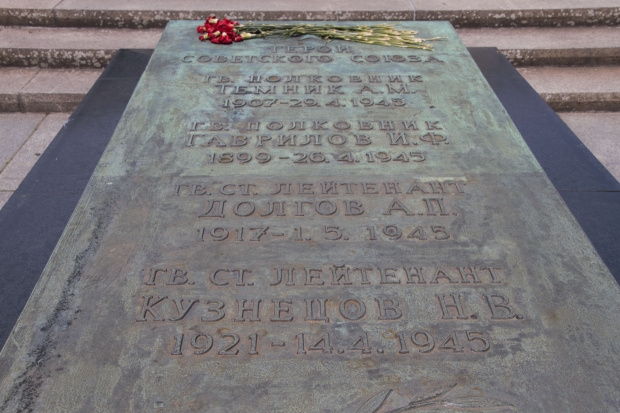 ГЕРОИ
СОВЕТСКОГО СОЮЗА
ГВ. ПОЛКОВНИК
ТЕМНИК А.М.
1907-29.4.1945
ГВ. ПОЛКОВНИК
ГАВРИЛОВ И.Ф.
1899-26.4.1945
ГВ. СТ. ЛЕЙТЕНАНТ
ДОЛГОВ А.П.
1917-1.5.1945
ГВ. СТ. ЛЕЙТЕНАНТ
КУЗНЕЦОВ Н.В.
1921-14.4.1945